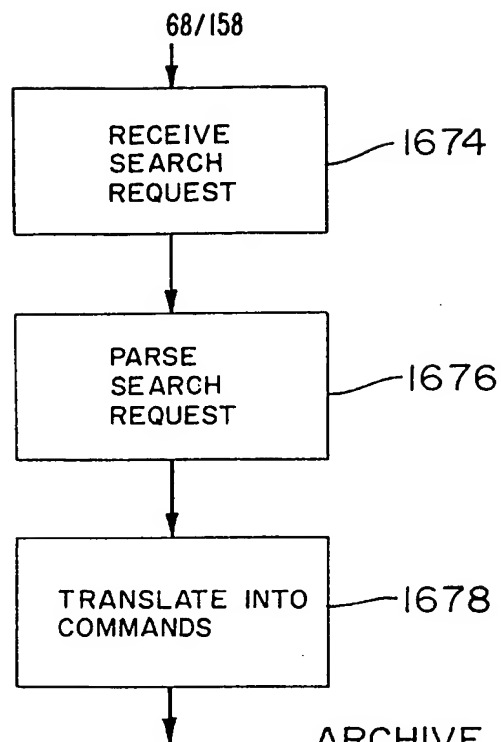 68/158
RECEIVE
SEARCH
REQUEST
1674
PARSE
SEARCH
REQUEST
1676
TRANSLATE INTO
COMMANDS
1678
ARCHIVE